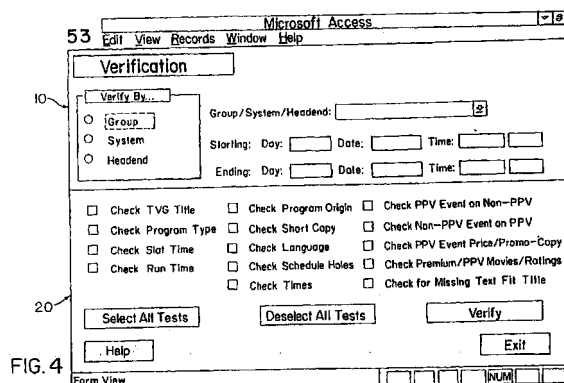 Microsoft Access
53 Edit View Records Window Help
Verification
10
Verify By...
Group
System
Headend
Group/System/Headend:
Starting: Day: Date: Time:
Ending: Day: Date: Time:
Check TVG Title
Check Program Type
Check Slot Time
Check Run Time
Check Program Origin
Check Short Copy
Check Language
Check Schedule Holes
Check Times
Check PPV Event on Non-PPV
Check Non-PPV Event on PPV
Check PPV Event Price/Promo-Copy
Check Premium/PPV Movies/Ratings
Check for Missing Text Fit Title
20
Select All Tests Deselect All Tests Verify
Help Exit
FIG. 4
Form View NUM